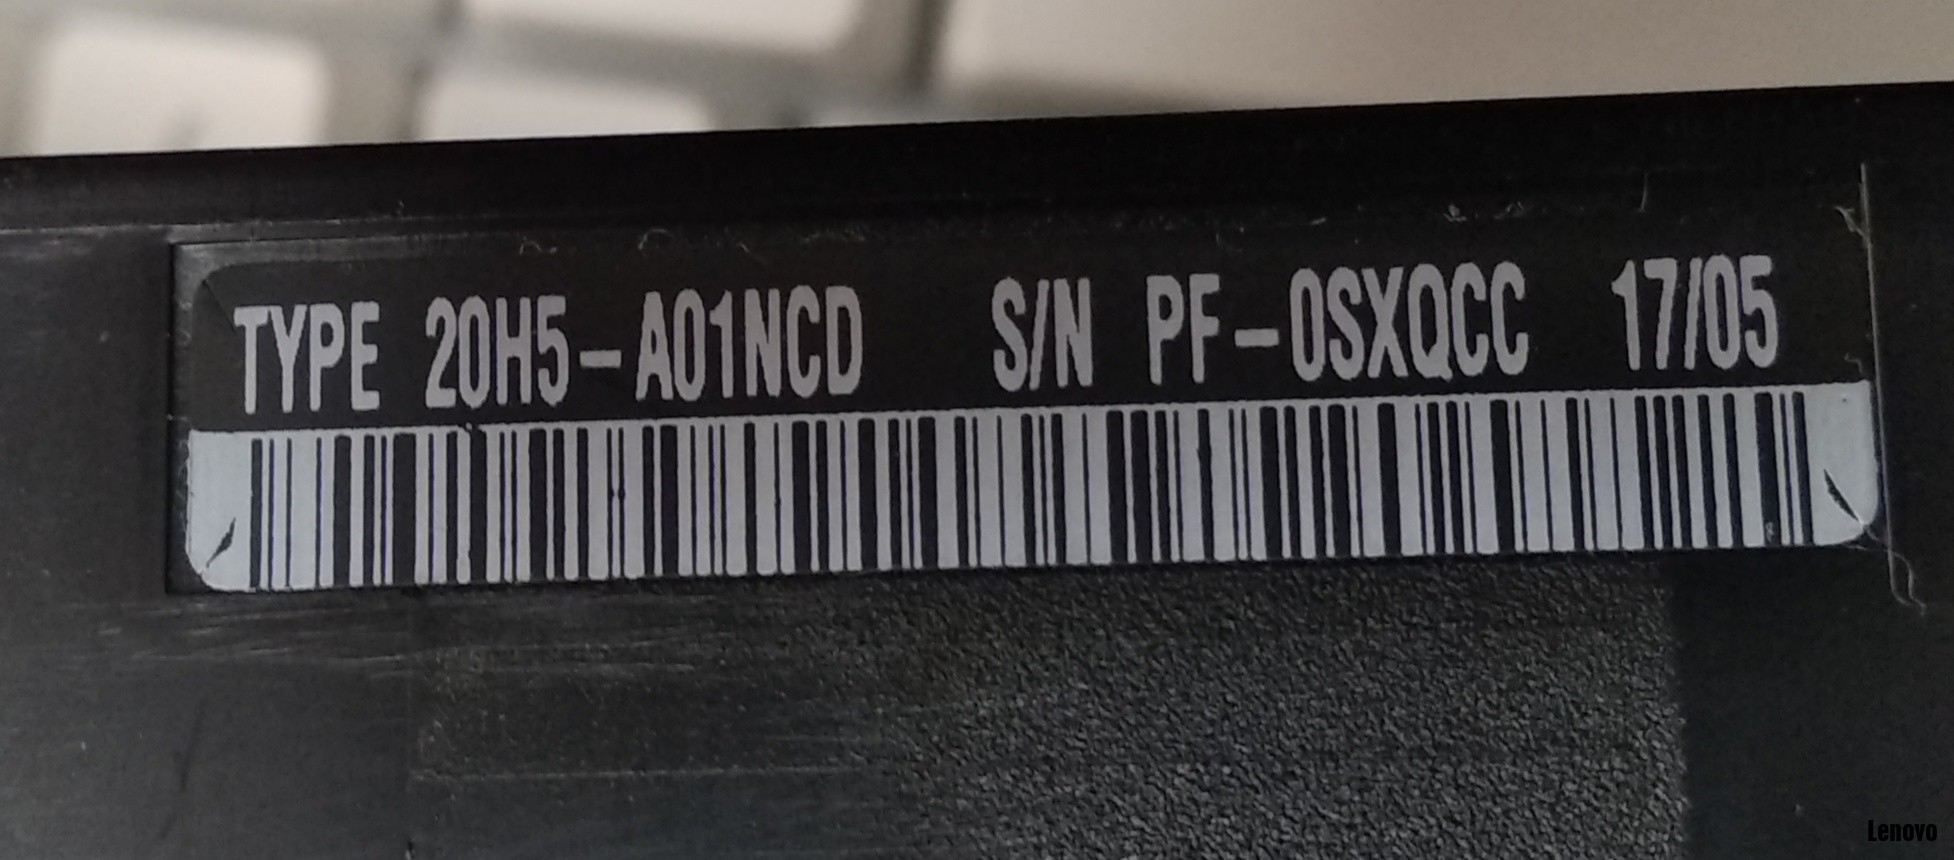 TYPE 20H5-A01NCD S/N PF-0SXQCC 17/05
Lenovo